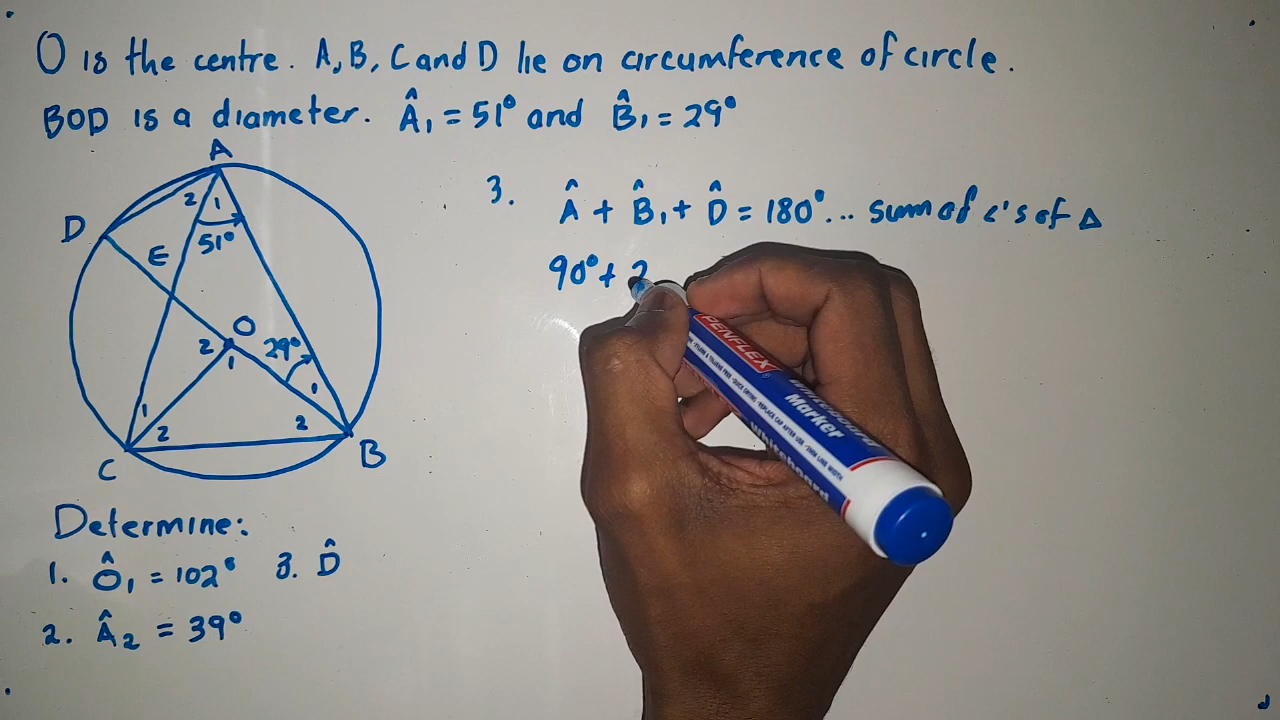 O is the centre. A, B, C and D lie on circumference of circle.
BOD is a diameter. Â₁ = 51° and B̂₁ = 29°
A
D
2
1
E
51°
O
2
1
29°
1
1
2
2
C
B
3. Â + B̂₁ + D̂ = 180° ... sum of ∠'s of Δ
90° + 2
PENFLEX
Whiteboard
Marker
Whiteboard
Determine:
1. Ô₁ = 102° 3. D̂
2. Â₂ = 39°